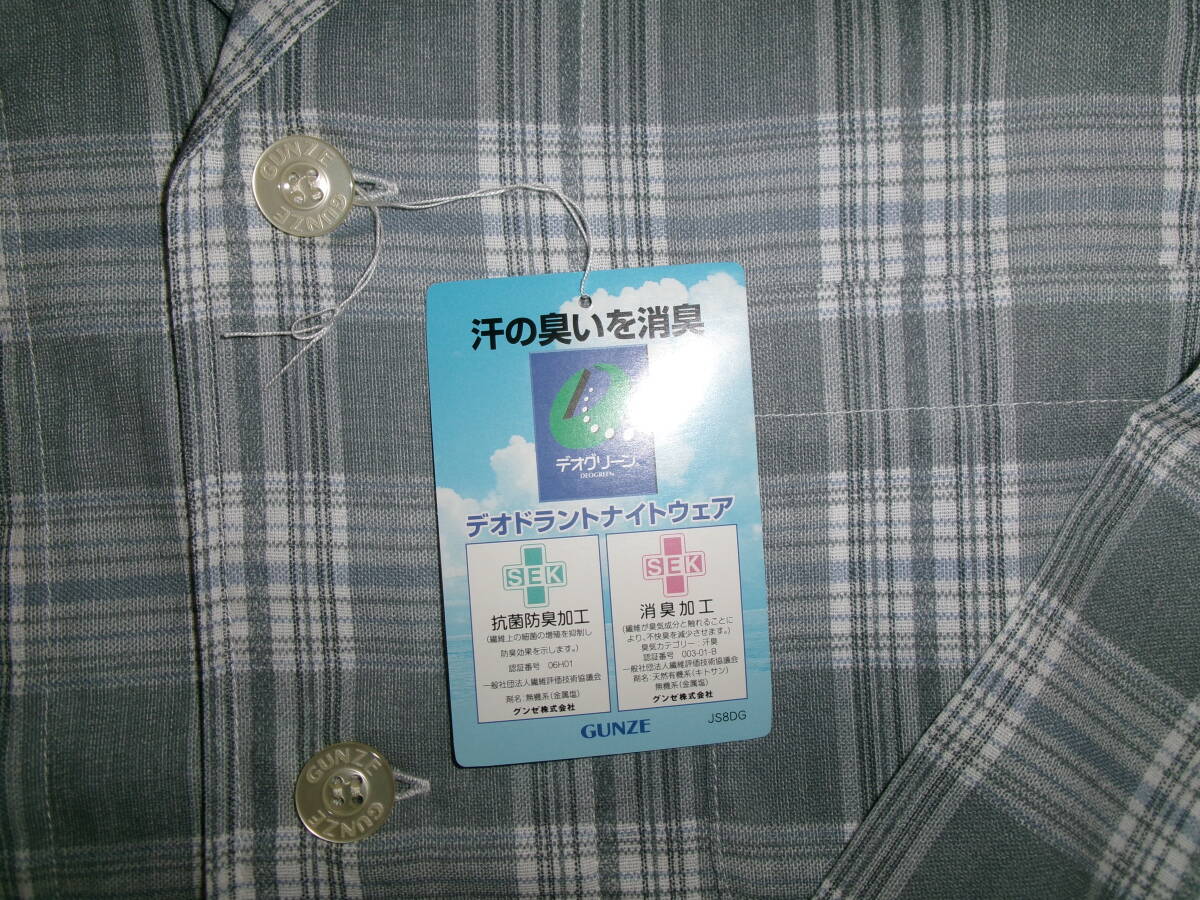 GUNZE
GUNZE
汗の臭いを消臭
デオグリーン
DEOGREEN
デオドラントナイトウェア
SEK
抗菌防臭加工
(繊維上の細菌の増殖を抑制し
防臭効果を示します。)
認証番号 06H01
一般社団法人繊維評価技術協議会
剤名:無機系(金属塩)
グンゼ株式会社
SEK
消臭加工
(繊維が臭気成分と触れることに
より、不快臭を減少させます。)
臭気カテゴリー:汗臭
認証番号 003-01-B
一般社団法人繊維評価技術協議会
剤名:天然有機系(キトサン)
無機系(金属塩)
グンゼ株式会社
GUNZE
JS8DG
GUNZE
GUNZE